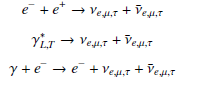 e⁻ + e⁺ → ν_{e,μ,τ} + ν̄_{e,μ,τ}
γ*_{L,T} → ν_{e,μ,τ} + ν̄_{e,μ,τ}
γ + e⁻ → e⁻ + ν_{e,μ,τ} + ν̄_{e,μ,τ}